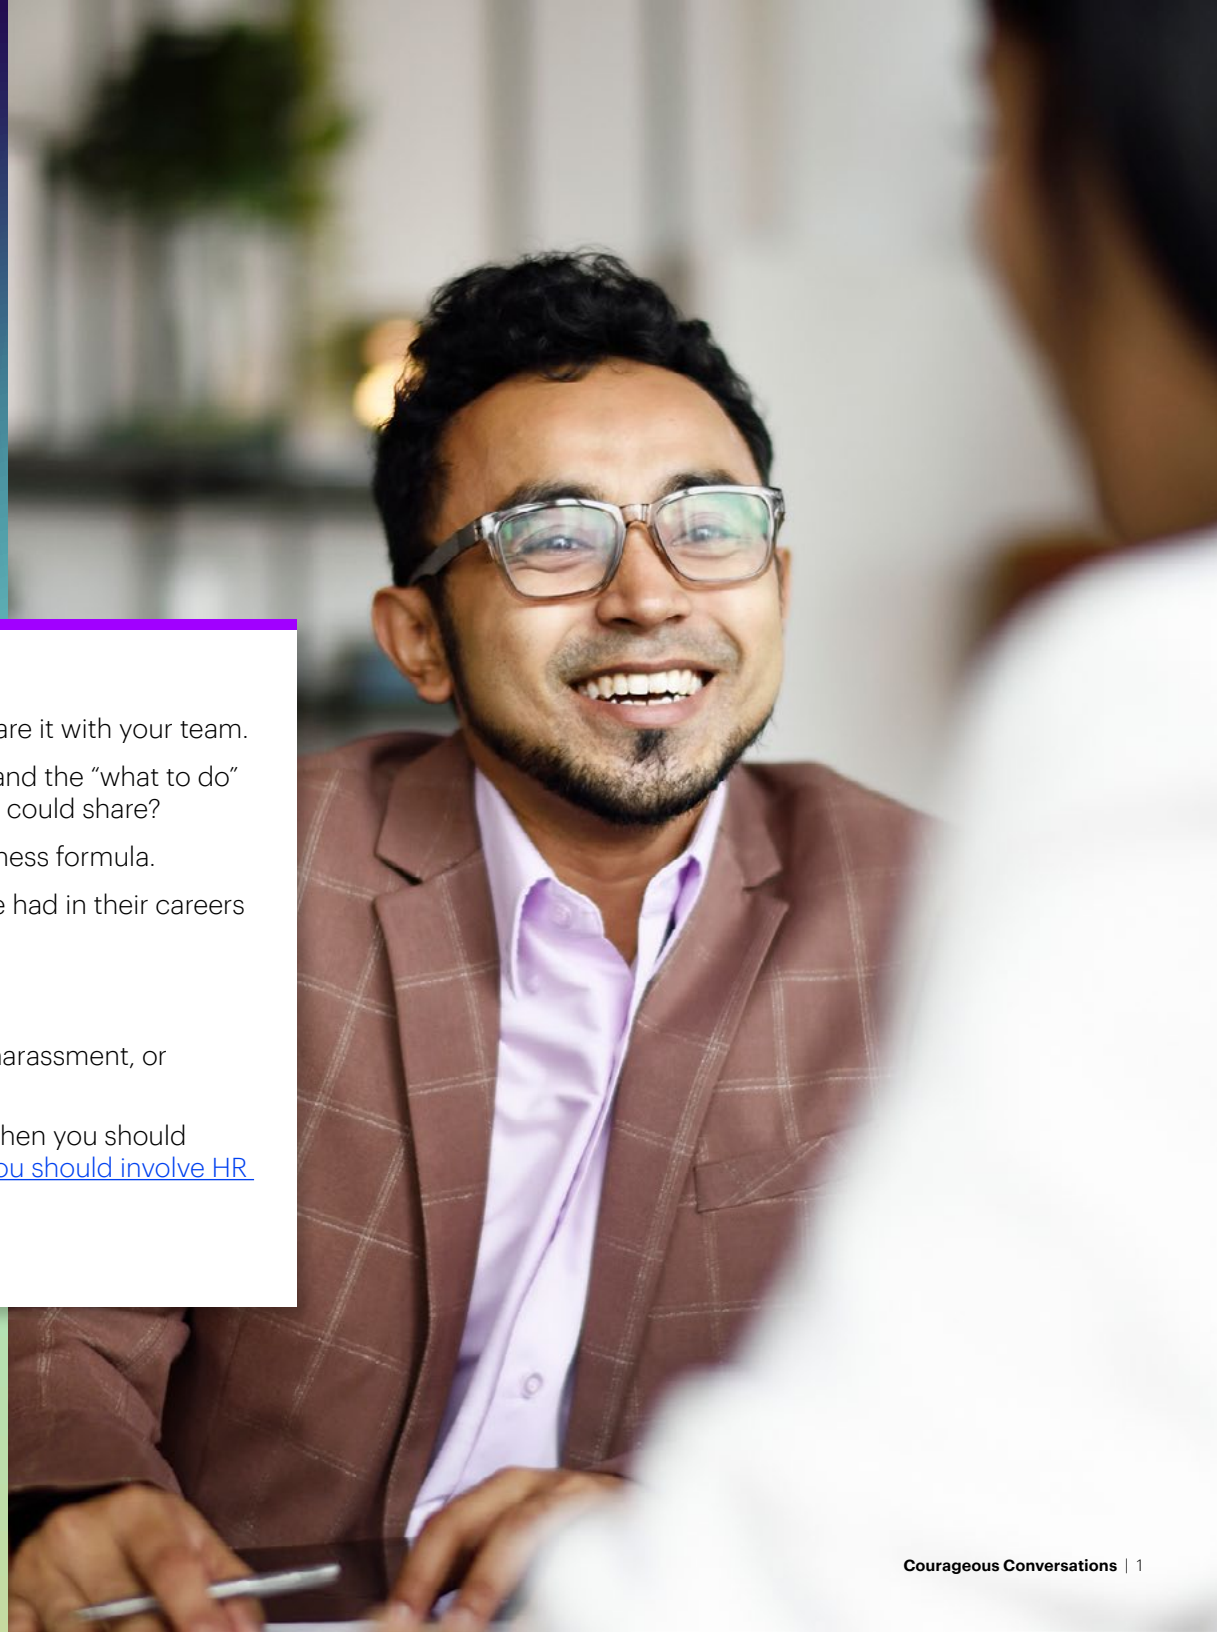 are it with your team.
and the “what to do”
could share?
ness formula.
e had in their careers
harassment, or
hen you should
ou should involve HR
Courageous Conversations | 1